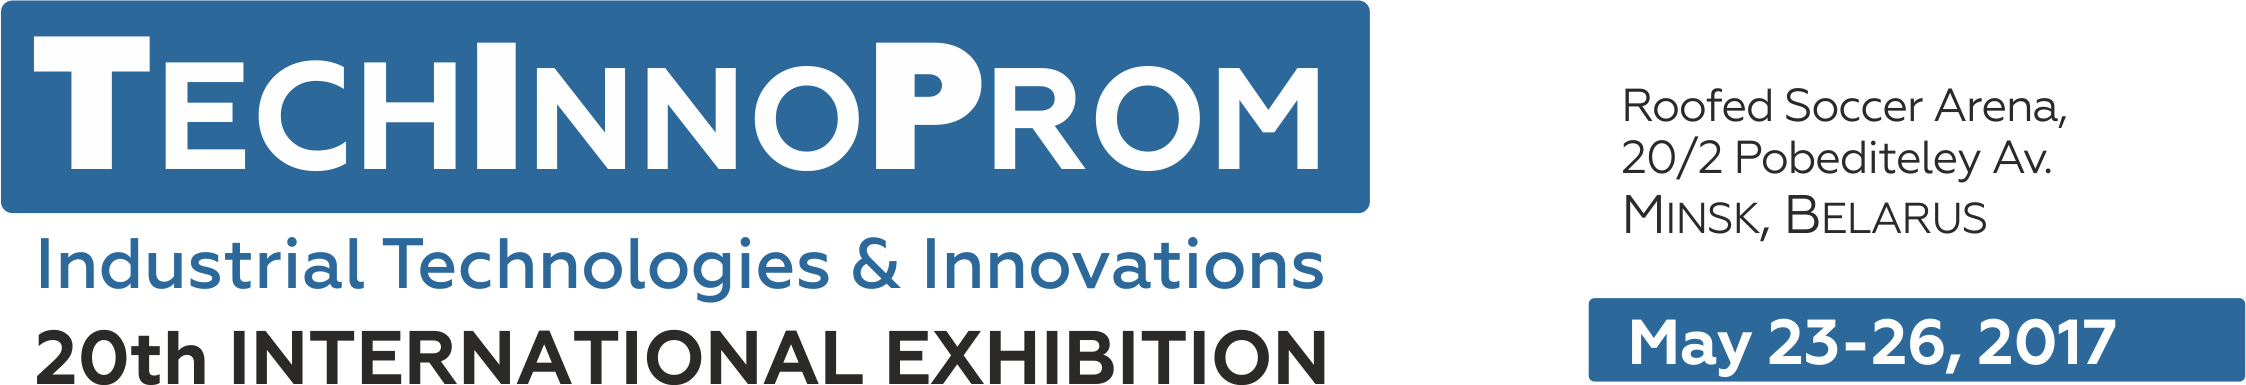 TECHINNOPROM
Industrial Technologies & Innovations
20th INTERNATIONAL EXHIBITION
Roofed Soccer Arena,
20/2 Pobediteley Av.
MINSK, BELARUS
May 23-26, 2017